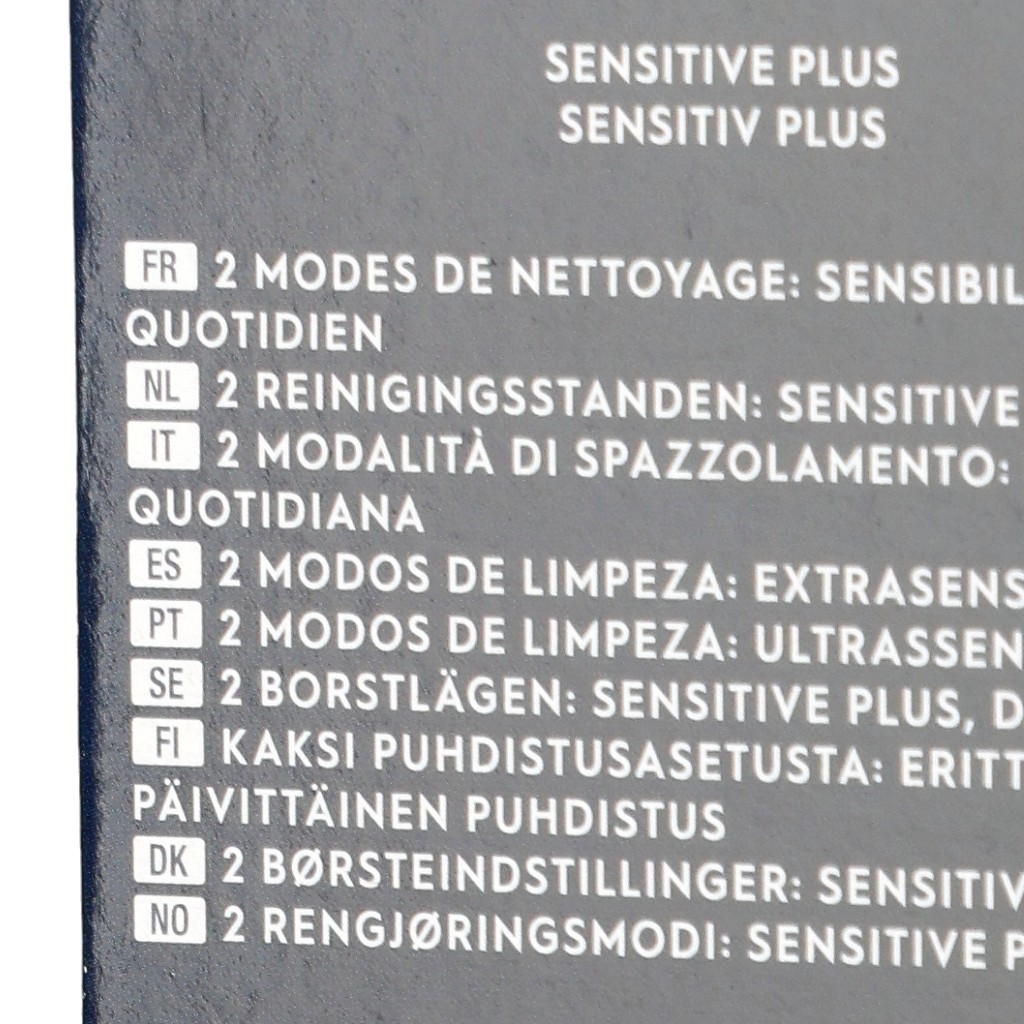 SENSITIVE PLUS
SENSITIV PLUS
FR 2 MODES DE NETTOYAGE: SENSIBIL
QUOTIDIEN
NL 2 REINIGINGSSTANDEN: SENSITIVE
IT 2 MODALITÀ DI SPAZZOLAMENTO:
QUOTIDIANA
ES 2 MODOS DE LIMPEZA: EXTRASENS
PT 2 MODOS DE LIMPEZA: ULTRASSEN
SE 2 BORSTLÄGEN: SENSITIVE PLUS, D
FI KAKSI PUHDISTUSASETUSTA: ERITT
PÄIVITTÄINEN PUHDISTUS
DK 2 BØRSTEINDSTILLINGER: SENSITIV
NO 2 RENGJØRINGSMODI: SENSITIVE P